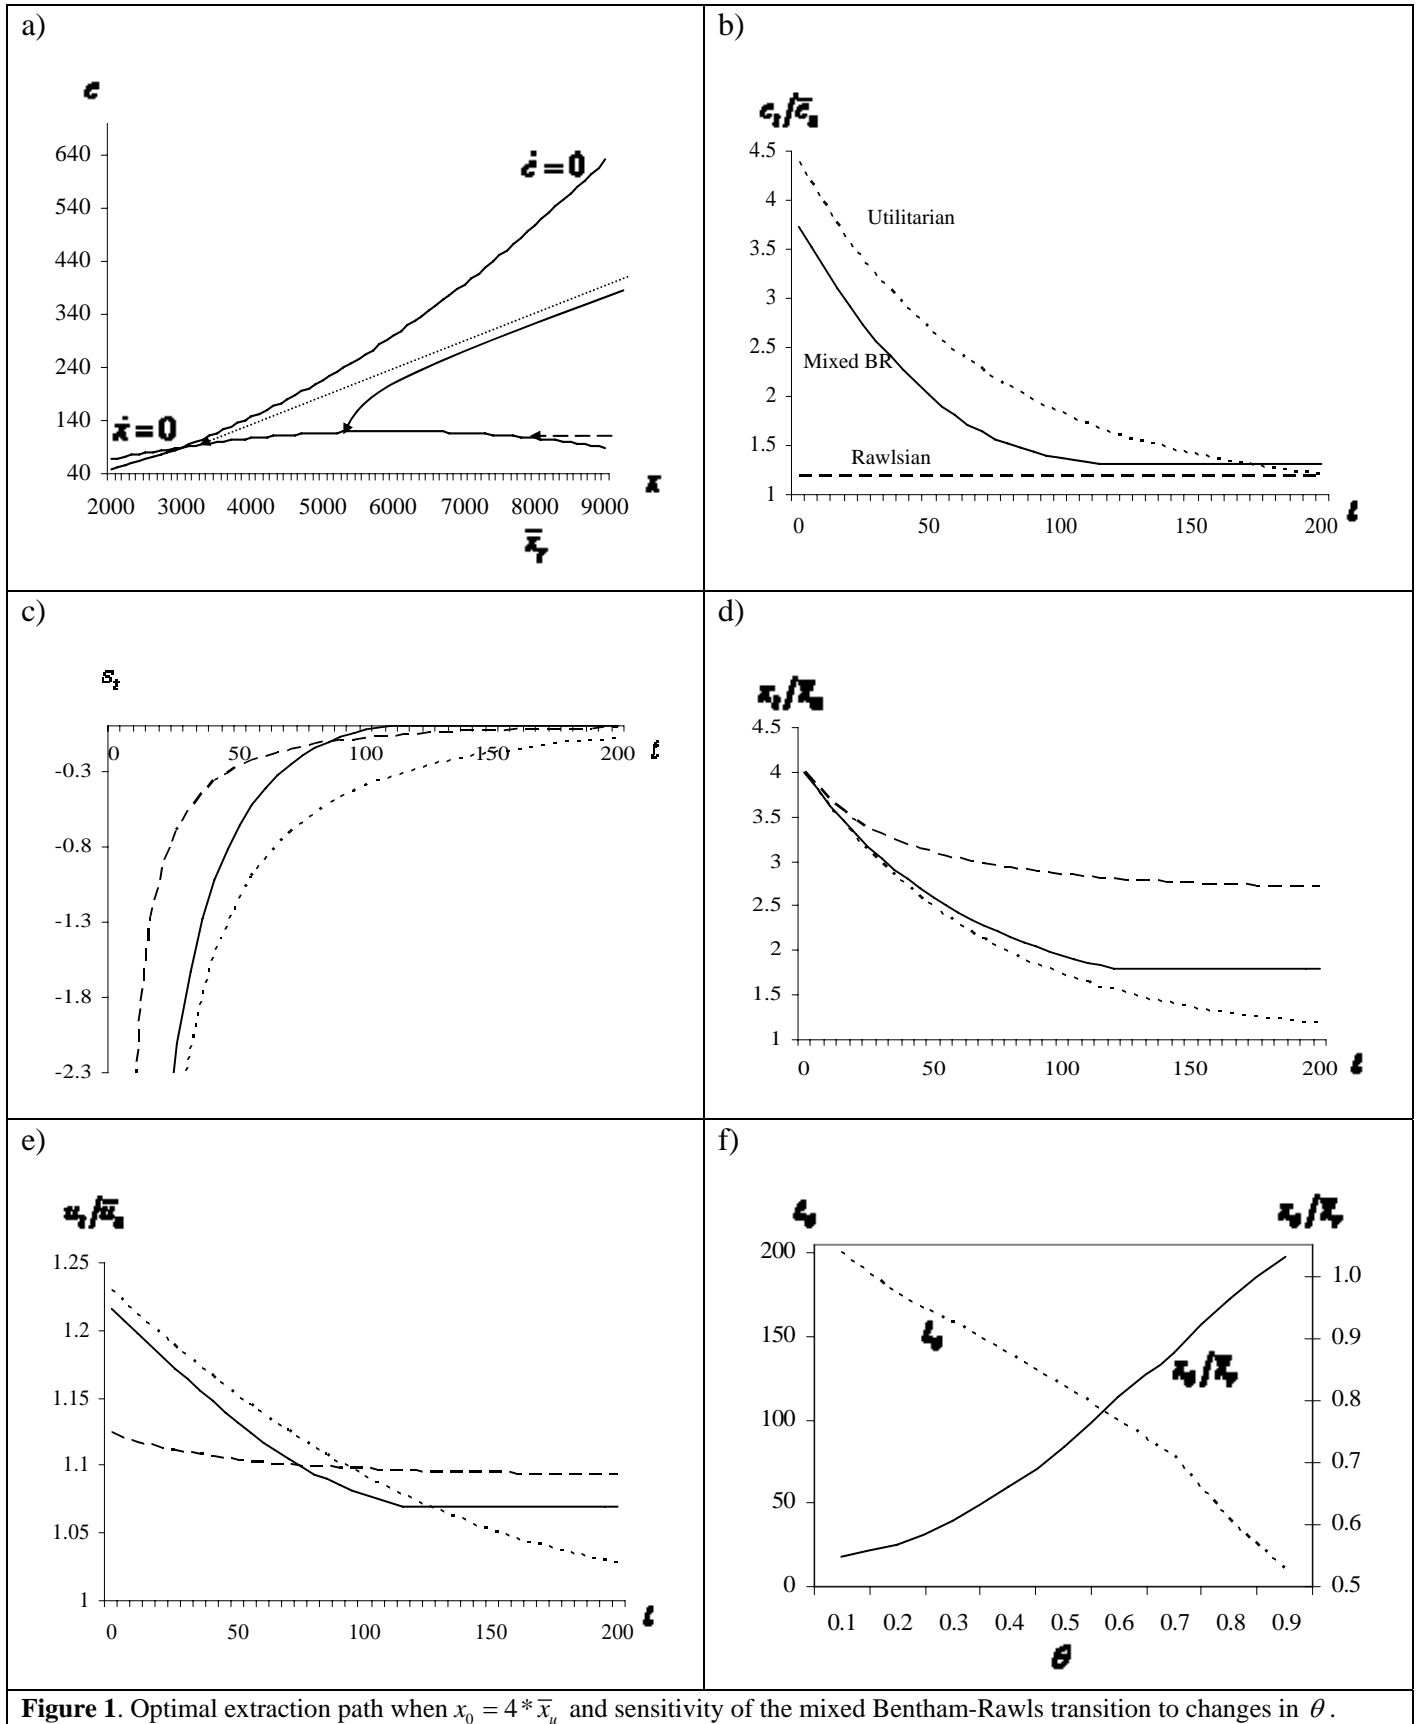 a)
c
640
540
440
340
240
140
40
ċ = 0
ẋ = 0
2000 3000 4000 5000 6000 7000 8000 9000
x
x̄_r
b)
c_t/c̄_u
4.5
4
3.5
3
2.5
2
1.5
1
Utilitarian
Mixed BR
Rawlsian
0 50 100 150 200 t
c)
s_t
0 50 100 150 200 t
-0.3
-0.8
-1.3
-1.8
-2.3
d)
x_t/x̄_u
4.5
4
3.5
3
2.5
2
1.5
1
0 50 100 150 200 t
e)
u_t/ū_u
1.25
1.2
1.15
1.1
1.05
1
0 50 100 150 200 t
f)
t_θ
x̄_θ/x̄_r
200
150
100
50
0
t_θ
x̄_θ/x̄_r
1.0
0.9
0.8
0.7
0.6
0.5
0.1 0.2 0.3 0.4 0.5 0.6 0.7 0.8 0.9
θ
Figure 1. Optimal extraction path when x₀ = 4* x̄_u and sensitivity of the mixed Bentham-Rawls transition to changes in θ.